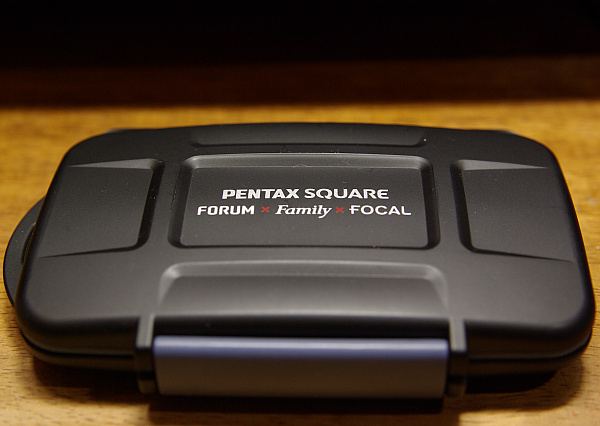 PENTAX SQUARE
FORUM × Family × FOCAL